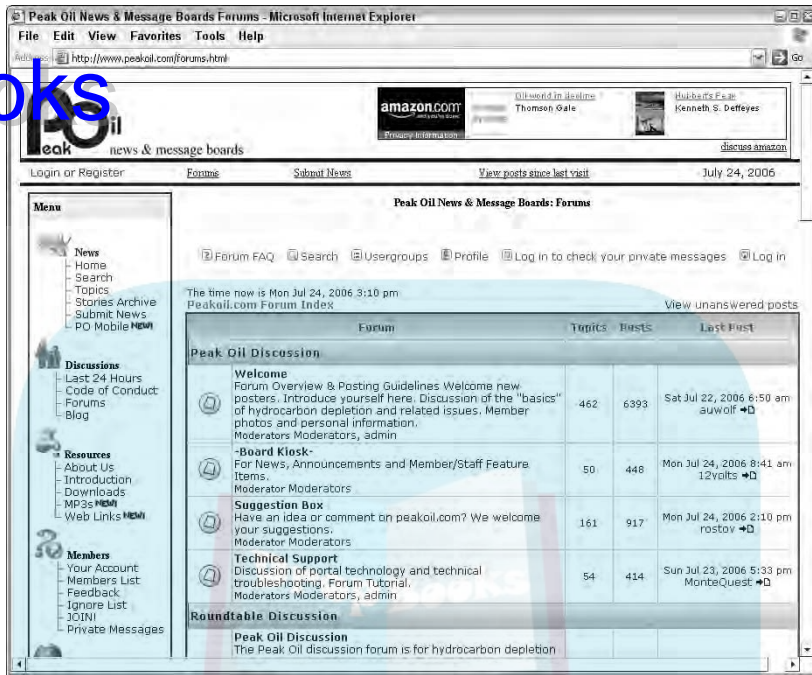 Peak Oil News & Message Boards Forums - Microsoft Internet Explorer
File Edit View Favorites Tools Help
Address http://www.peakoil.com/forums.html Go
oks
Peak Oil
news & message boards
amazon.com
and you're done.
Privacy Information
Oil world in decline
Thomson Gale
Hubbert's Peak
Kenneth S. Deffeyes
discuss amazon
Login or Register Forums Submit News View posts since last visit July 24, 2006
Menu
News
Home
Search
Topics
Stories Archive
Submit News
PO Mobile NEW!
Discussions
Last 24 Hours
Code of Conduct
Forums
Blog
Resources
About Us
Introduction
Downloads
MP3s NEW!
Web Links NEW!
Members
Your Account
Members List
Feedback
Ignore List
JOIN!
Private Messages
Peak Oil News & Message Boards: Forums
Forum FAQ Search Usergroups Profile Log in to check your private messages Log in
The time now is Mon Jul 24, 2006 3:10 pm
Peakoil.com Forum Index View unanswered posts
Forum Topics Posts Last Post
Peak Oil Discussion
Welcome
Forum Overview & Posting Guidelines Welcome new
posters. Introduce yourself here. Discussion of the "basics"
of hydrocarbon depletion and related issues. Member
photos and personal information.
Moderators Moderators, admin
462 6393 Sat Jul 22, 2006 6:50 am
auwolf
-Board Kiosk-
For News, Announcements and Member/Staff Feature
Items.
Moderator Moderators
50 448 Mon Jul 24, 2006 8:41 am
12volts
Suggestion Box
Have an idea or comment on peakoil.com? We welcome
your suggestions.
Moderator Moderators
161 917 Mon Jul 24, 2006 2:10 pm
rostov
Technical Support
Discussion of portal technology and technical
troubleshooting. Forum Tutorial.
Moderators Moderators, admin
54 414 Sun Jul 23, 2006 5:33 pm
MonteQuest
Roundtable Discussion
Peak Oil Discussion
The Peak Oil discussion forum is for hydrocarbon depletion
BOOKS